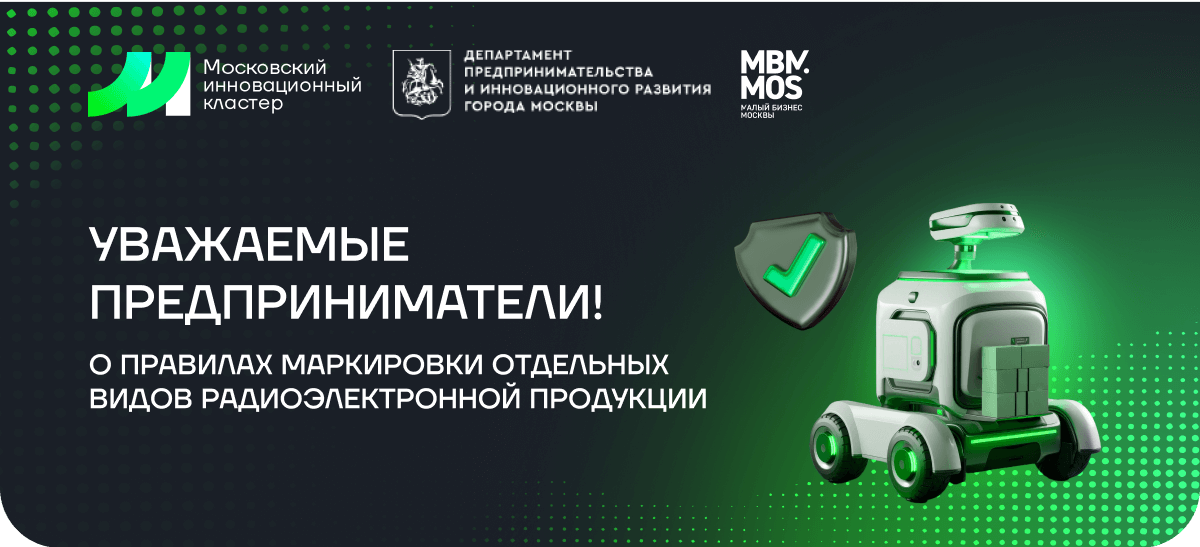 Московский
инновационный
кластер
ДЕПАРТАМЕНТ
ПРЕДПРИНИМАТЕЛЬСТВА
И ИННОВАЦИОННОГО РАЗВИТИЯ
ГОРОДА МОСКВЫ
MBM.
MOS
МАЛЫЙ БИЗНЕС
МОСКВЫ
УВАЖАЕМЫЕ
ПРЕДПРИНИМАТЕЛИ!
О ПРАВИЛАХ МАРКИРОВКИ ОТДЕЛЬНЫХ
ВИДОВ РАДИОЭЛЕКТРОННОЙ ПРОДУКЦИИ